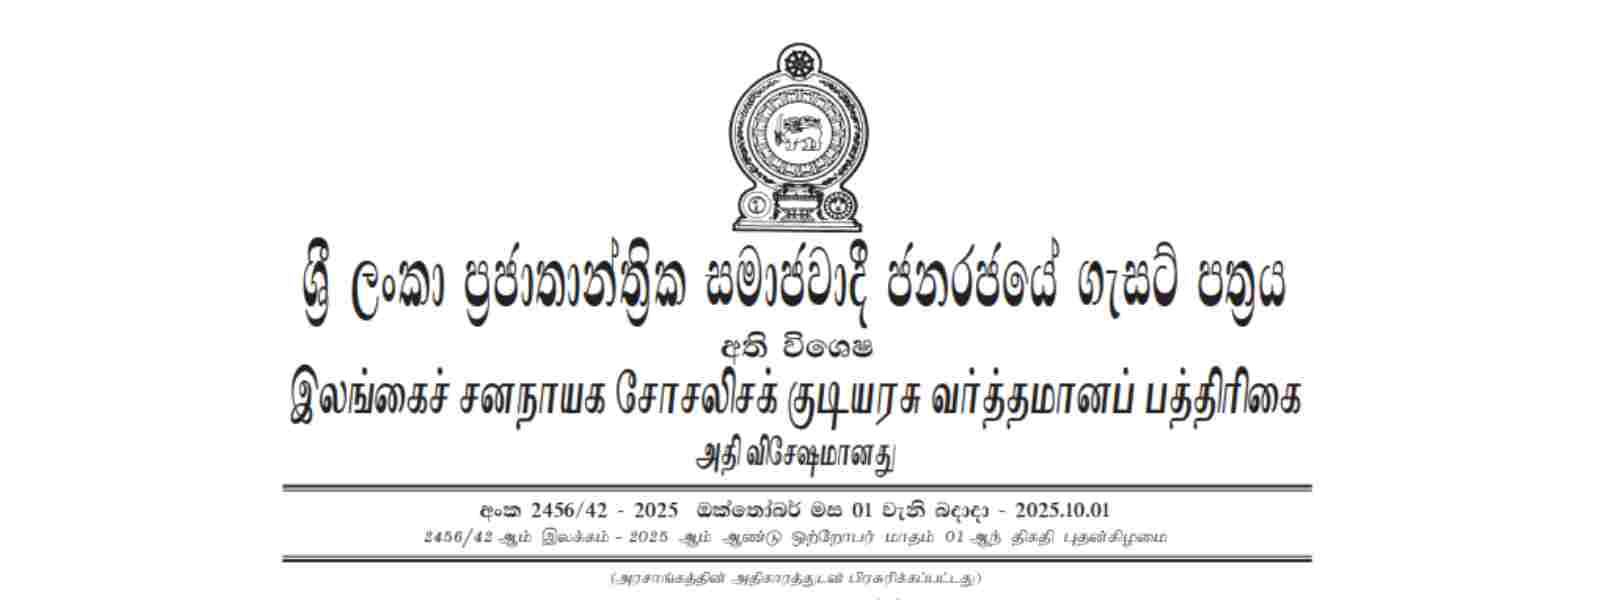 ශ්‍රී ලංකා ප්‍රජාතාන්ත්‍රික සමාජවාදී ජනරජයේ ගැසට් පත්‍රය
අති විශෙෂ
இலங்கைச் சனநாயக சோசலிசக் குடியரசு வர்த்தமானப் பத்திரிகை
அதி விசேஷமானது
අංක 2456/42 - 2025 ඔක්තෝබර් මස 01 වැනි බදාදා - 2025.10.01
2456/42 ஆம் இலக்கம் - 2025 ஆம் ஆண்டு ஒற்றோபர் மாதம் 01 ஆந் திகதி புதன்கிழமை
(அரசாங்கத்தின் அதிகாரத்துடன் பிரசுரிக்கப்பட்டது)